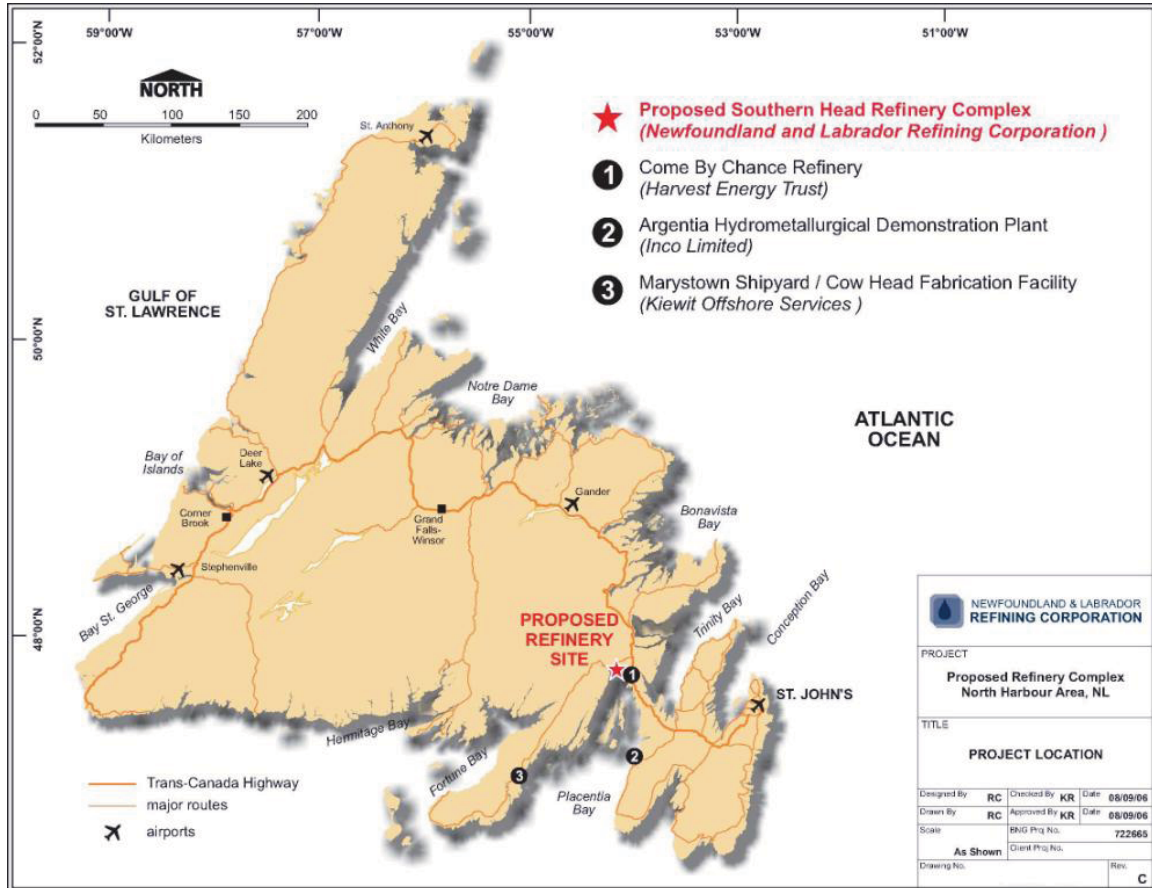 59°00'W
57°00'W
55°00'W
53°00'W
51°00'W
52°00'N
50°00'N
48°00'N
NORTH
0 50 100 150 200
Kilometers
Proposed Southern Head Refinery Complex
(Newfoundland and Labrador Refining Corporation )
1 Come By Chance Refinery
(Harvest Energy Trust)
2 Argentia Hydrometallurgical Demonstration Plant
(Inco Limited)
3 Marystown Shipyard / Cow Head Fabrication Facility
(Kiewit Offshore Services )
St. Anthony
GULF OF
ST. LAWRENCE
White Bay
Notre Dame
Bay
ATLANTIC
OCEAN
Bay of
Islands
Deer
Lake
Corner
Brook
Grand
Falls-
Winsor
Gander
Bonavista
Bay
Stephenville
Bay St. George
Trinity Bay
Conception Bay
PROPOSED
REFINERY
SITE
1
ST. JOHN'S
Hermitage Bay
Fortune Bay
2
3
Placentia
Bay
Trans-Canada Highway
major routes
airports
NEWFOUNDLAND & LABRADOR
REFINING CORPORATION
PROJECT
Proposed Refinery Complex
North Harbour Area, NL
TITLE
PROJECT LOCATION
Designed By RC Checked By KR Date 08/09/06
Drawn By RC Approved By KR Date 08/09/06
Scale As Shown BNG Proj No. 722665
Client Proj No.
Drawing No. Rev. C